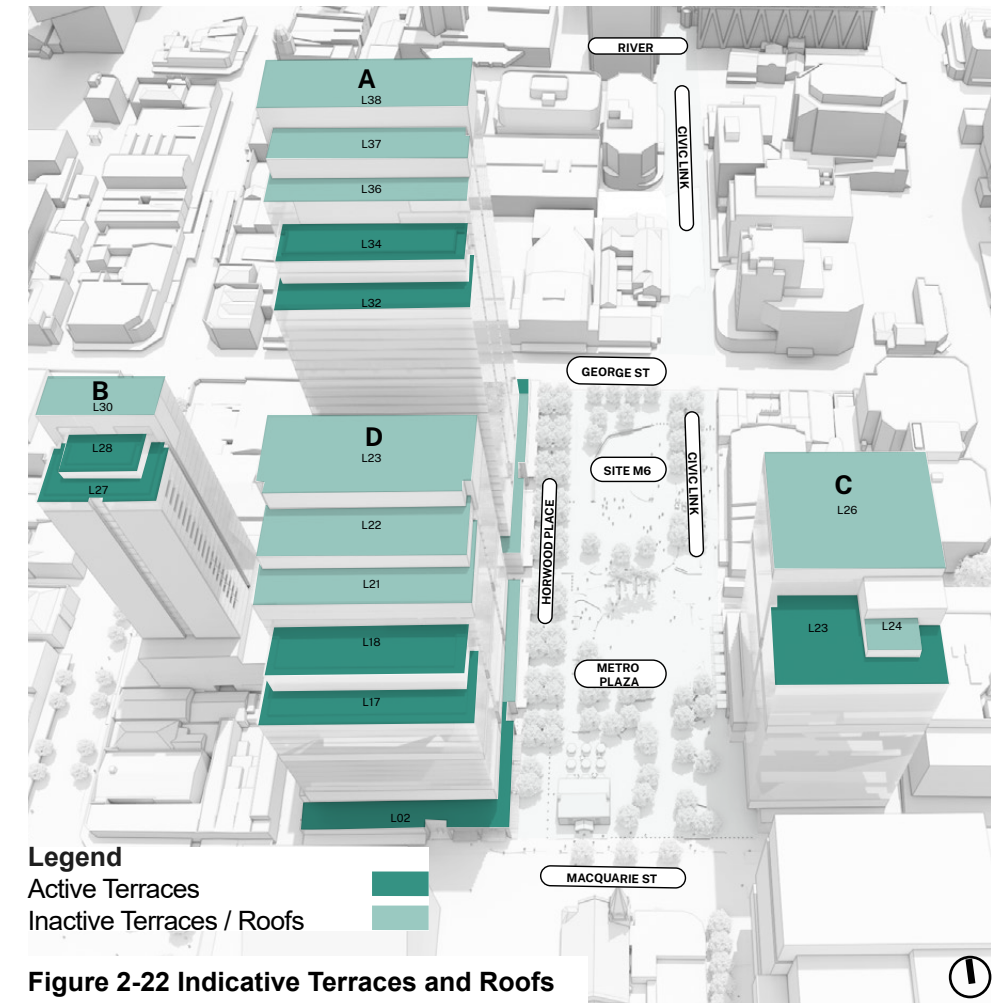 RIVER
A
L38
CIVIC LINK
L37
L36
L34
L32
GEORGE ST
B
L30
D
L23
L28
L27
SITE M6
CIVIC LINK
C
L26
L22
HORWOOD PLACE
L21
L18
L23
L24
METRO
PLAZA
L17
L02
MACQUARIE ST
Legend
Active Terraces
Inactive Terraces / Roofs
Figure 2-22 Indicative Terraces and Roofs